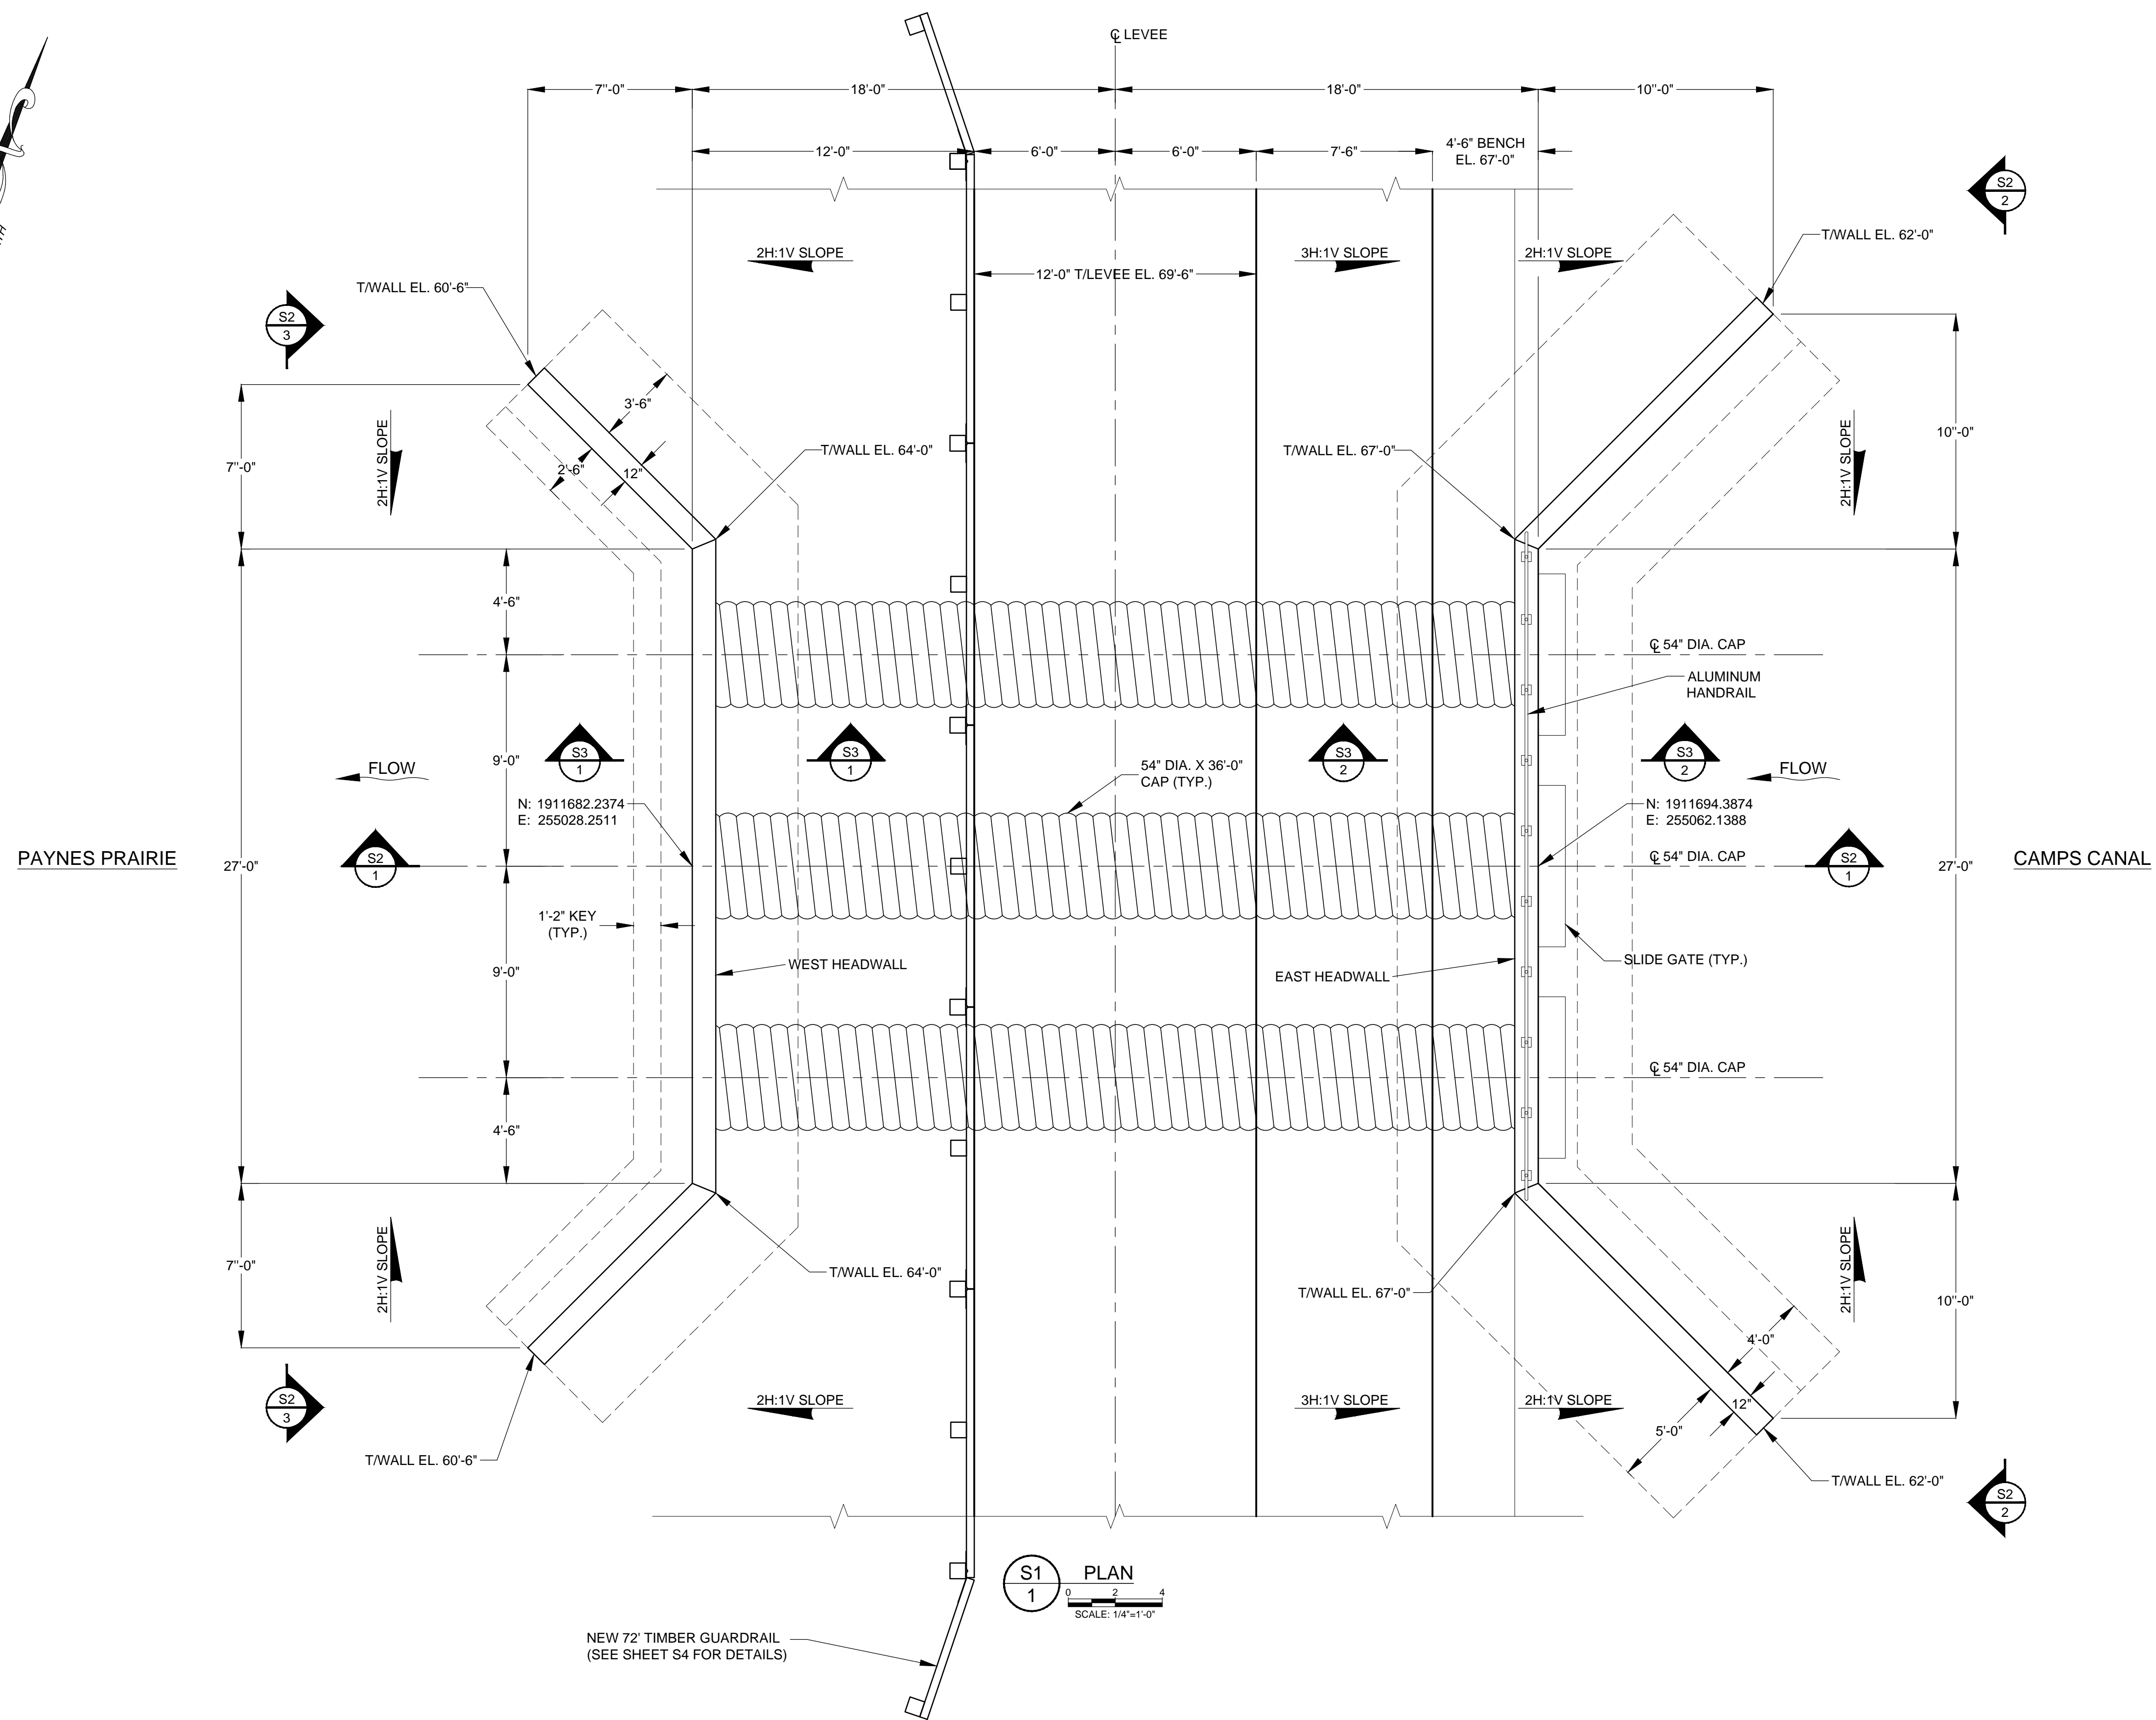 ℄ LEVEE
7"-0"
18'-0"
18'-0"
10"-0"
12'-0"
6'-0"
6'-0"
7'-6"
4'-6" BENCH
EL. 67'-0"
S2
2
T/WALL EL. 62'-0"
2H:1V SLOPE
3H:1V SLOPE
2H:1V SLOPE
12'-0" T/LEVEE EL. 69'-6"
T/WALL EL. 60'-6"
S2
3
3'-6"
2'-6"
12"
7"-0"
2H:1V SLOPE
T/WALL EL. 64'-0"
T/WALL EL. 67'-0"
2H:1V SLOPE
10"-0"
4'-6"
℄ 54" DIA. CAP
ALUMINUM
HANDRAIL
9'-0"
S3
1
S3
1
S3
2
S3
2
FLOW
54" DIA. X 36'-0"
CAP (TYP.)
FLOW
N: 1911682.2374
E: 255028.2511
N: 1911694.3874
E: 255062.1388
PAYNES PRAIRIE
27'-0"
S2
1
℄ 54" DIA. CAP
S2
1
27'-0"
CAMPS CANAL
1'-2" KEY
(TYP.)
9'-0"
WEST HEADWALL
EAST HEADWALL
SLIDE GATE (TYP.)
℄ 54" DIA. CAP
4'-6"
7"-0"
2H:1V SLOPE
T/WALL EL. 64'-0"
T/WALL EL. 67'-0"
2H:1V SLOPE
10"-0"
4'-0"
12"
5'-0"
S2
3
2H:1V SLOPE
3H:1V SLOPE
2H:1V SLOPE
T/WALL EL. 60'-6"
T/WALL EL. 62'-0"
S2
2
S1
1
PLAN
0 2 4
SCALE: 1/4"=1'-0"
NEW 72' TIMBER GUARDRAIL
(SEE SHEET S4 FOR DETAILS)